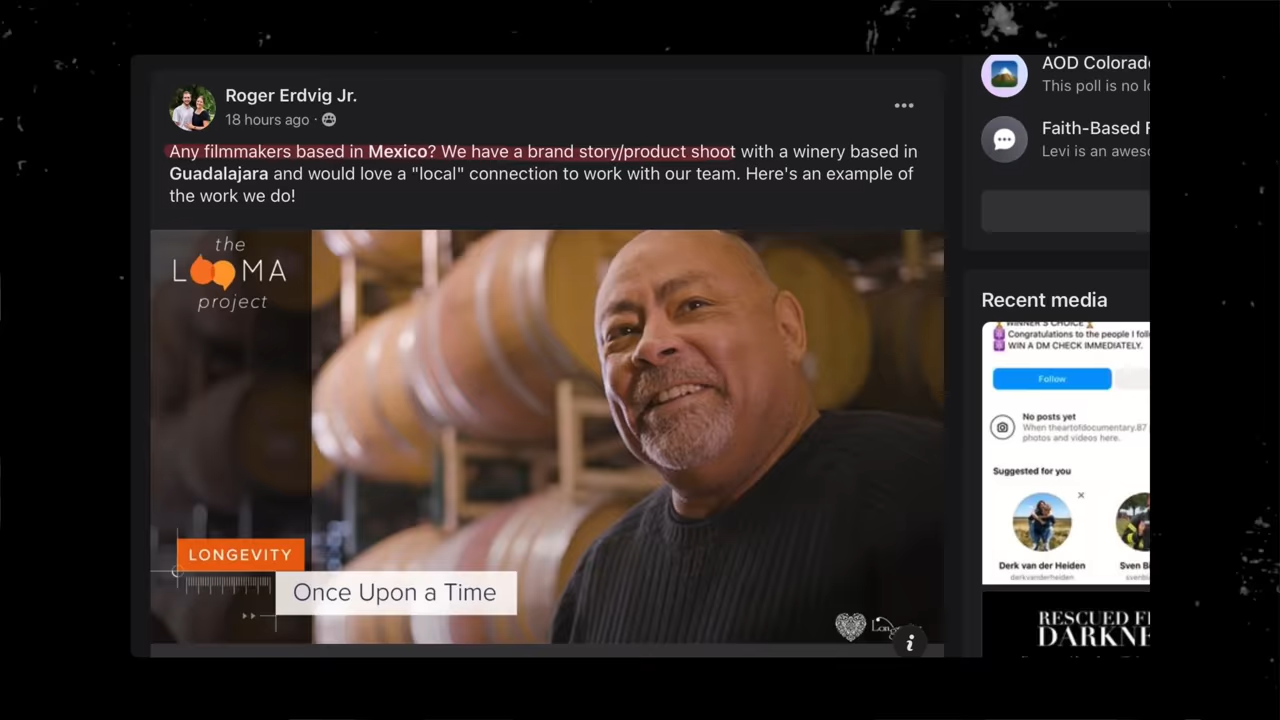 Roger Erdvig Jr.
18 hours ago ·
Any filmmakers based in Mexico? We have a brand story/product shoot with a winery based in
Guadalajara and would love a "local" connection to work with our team. Here's an example of
the work we do!
the
LOOMA
project
LONGEVITY
Once Upon a Time
i
AOD Colorad
This poll is no
Faith-Based
Levi is an
Recent media
WINNER'S CHOICE
Congratulations to the people I
WIN A DM CHECK IMMEDIATELY.
Follow
No posts yet
When theartofdocumentary.87
photos and videos here.
Suggested for you
Derk van der Heiden
derkvanderheiden
Sven
RESCUED